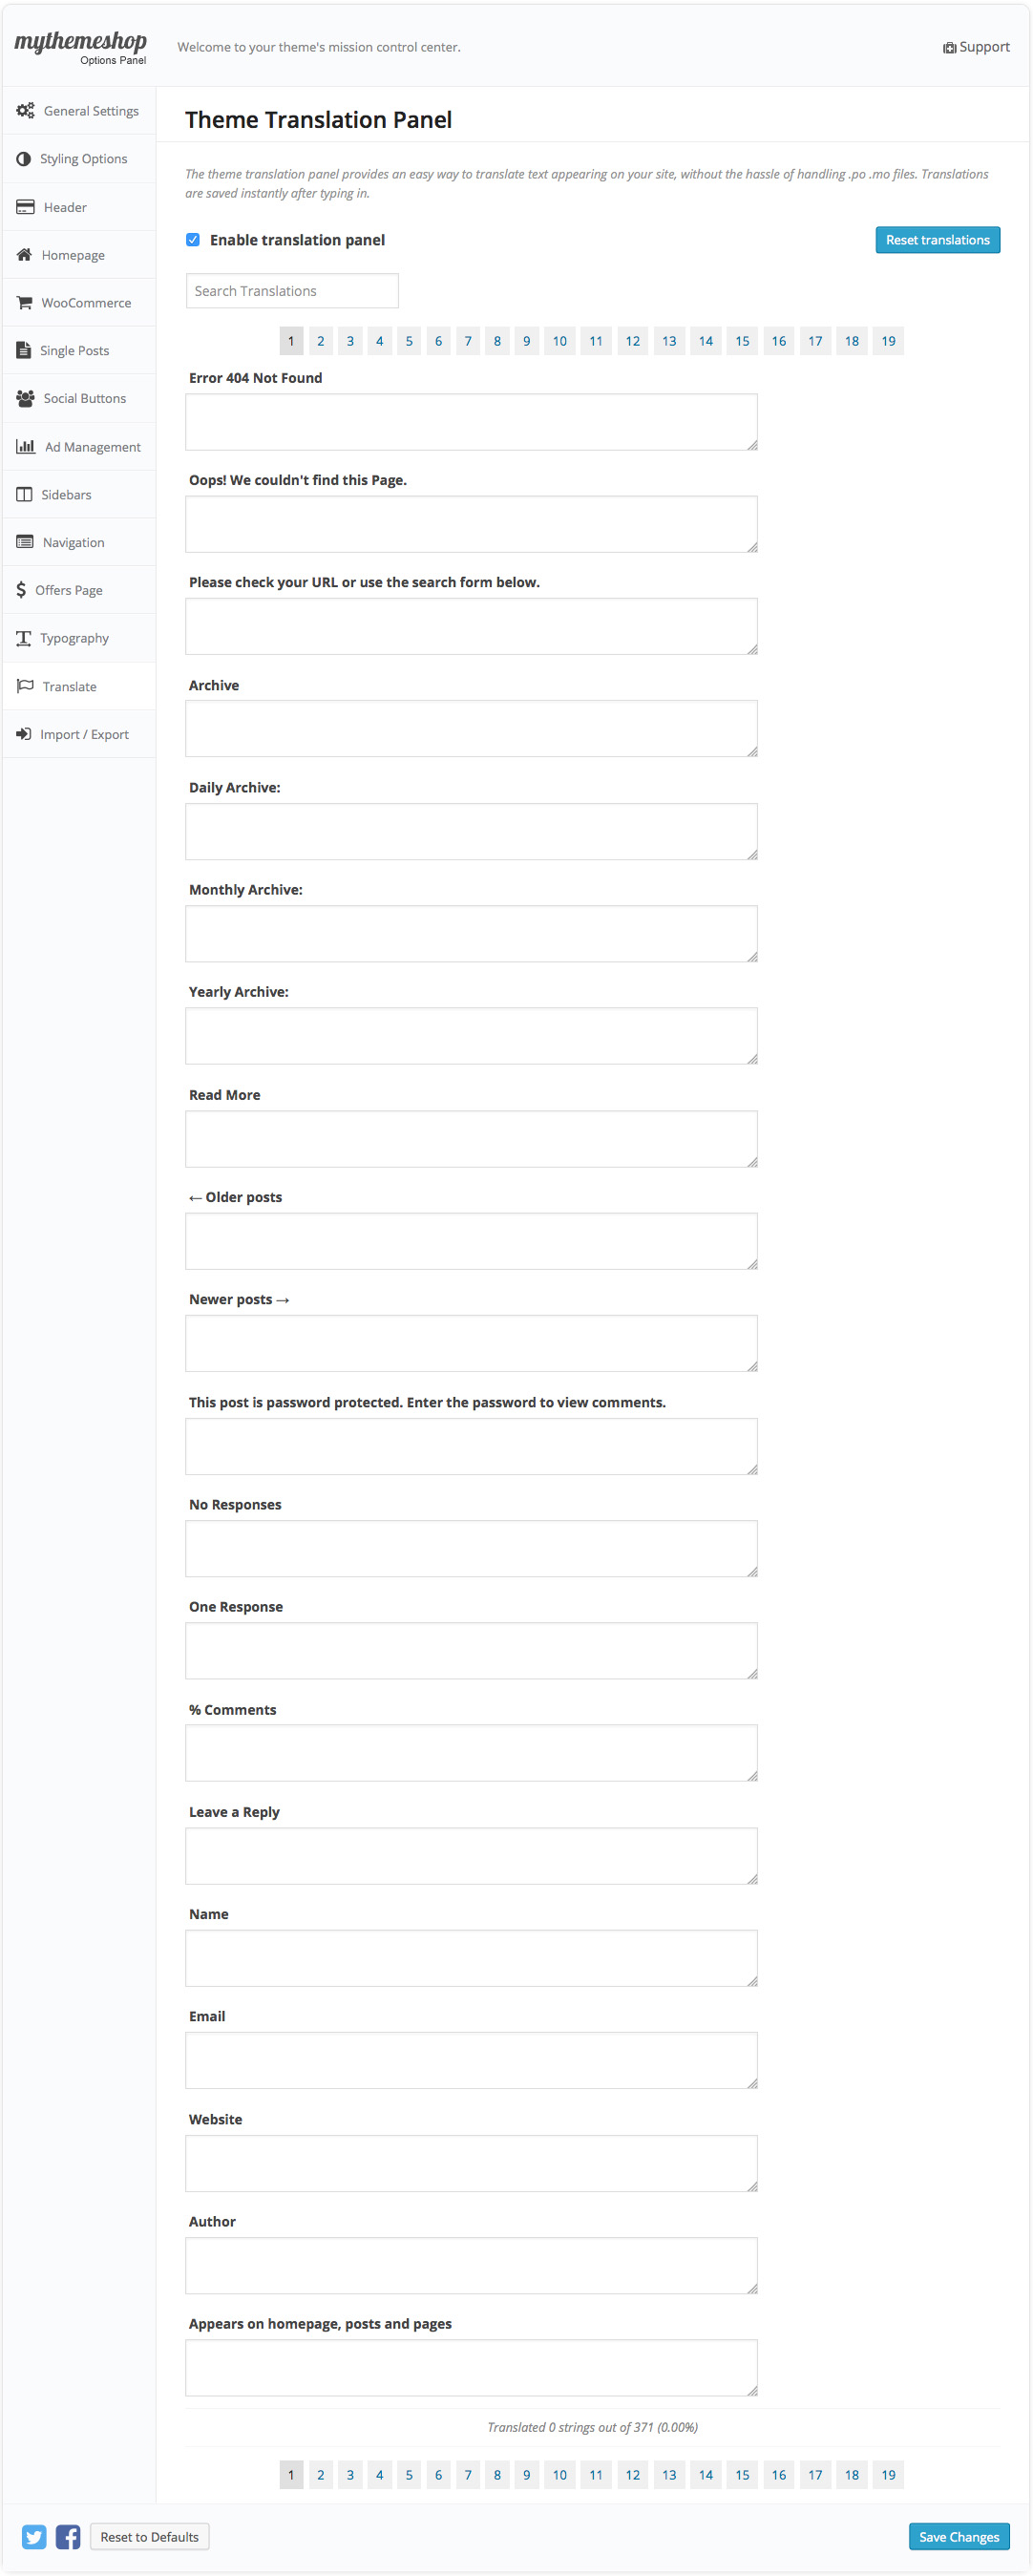 mythemeshop
Options Panel
Welcome to your theme's mission control center.
Support
General Settings
Styling Options
Header
Homepage
WooCommerce
Single Posts
Social Buttons
Ad Management
Sidebars
Navigation
Offers Page
Typography
Translate
Import / Export
Theme Translation Panel
The theme translation panel provides an easy way to translate text appearing on your site, without the hassle of handling .po .mo files. Translations
are saved instantly after typing in.
Enable translation panel
Reset translations
Search Translations
1 2 3 4 5 6 7 8 9 10 11 12 13 14 15 16 17 18 19
Error 404 Not Found
Oops! We couldn't find this Page.
Please check your URL or use the search form below.
Archive
Daily Archive:
Monthly Archive:
Yearly Archive:
Read More
← Older posts
Newer posts →
This post is password protected. Enter the password to view comments.
No Responses
One Response
% Comments
Leave a Reply
Name
Email
Website
Author
Appears on homepage, posts and pages
Translated 0 strings out of 371 (0.00%)
1 2 3 4 5 6 7 8 9 10 11 12 13 14 15 16 17 18 19
Reset to Defaults
Save Changes